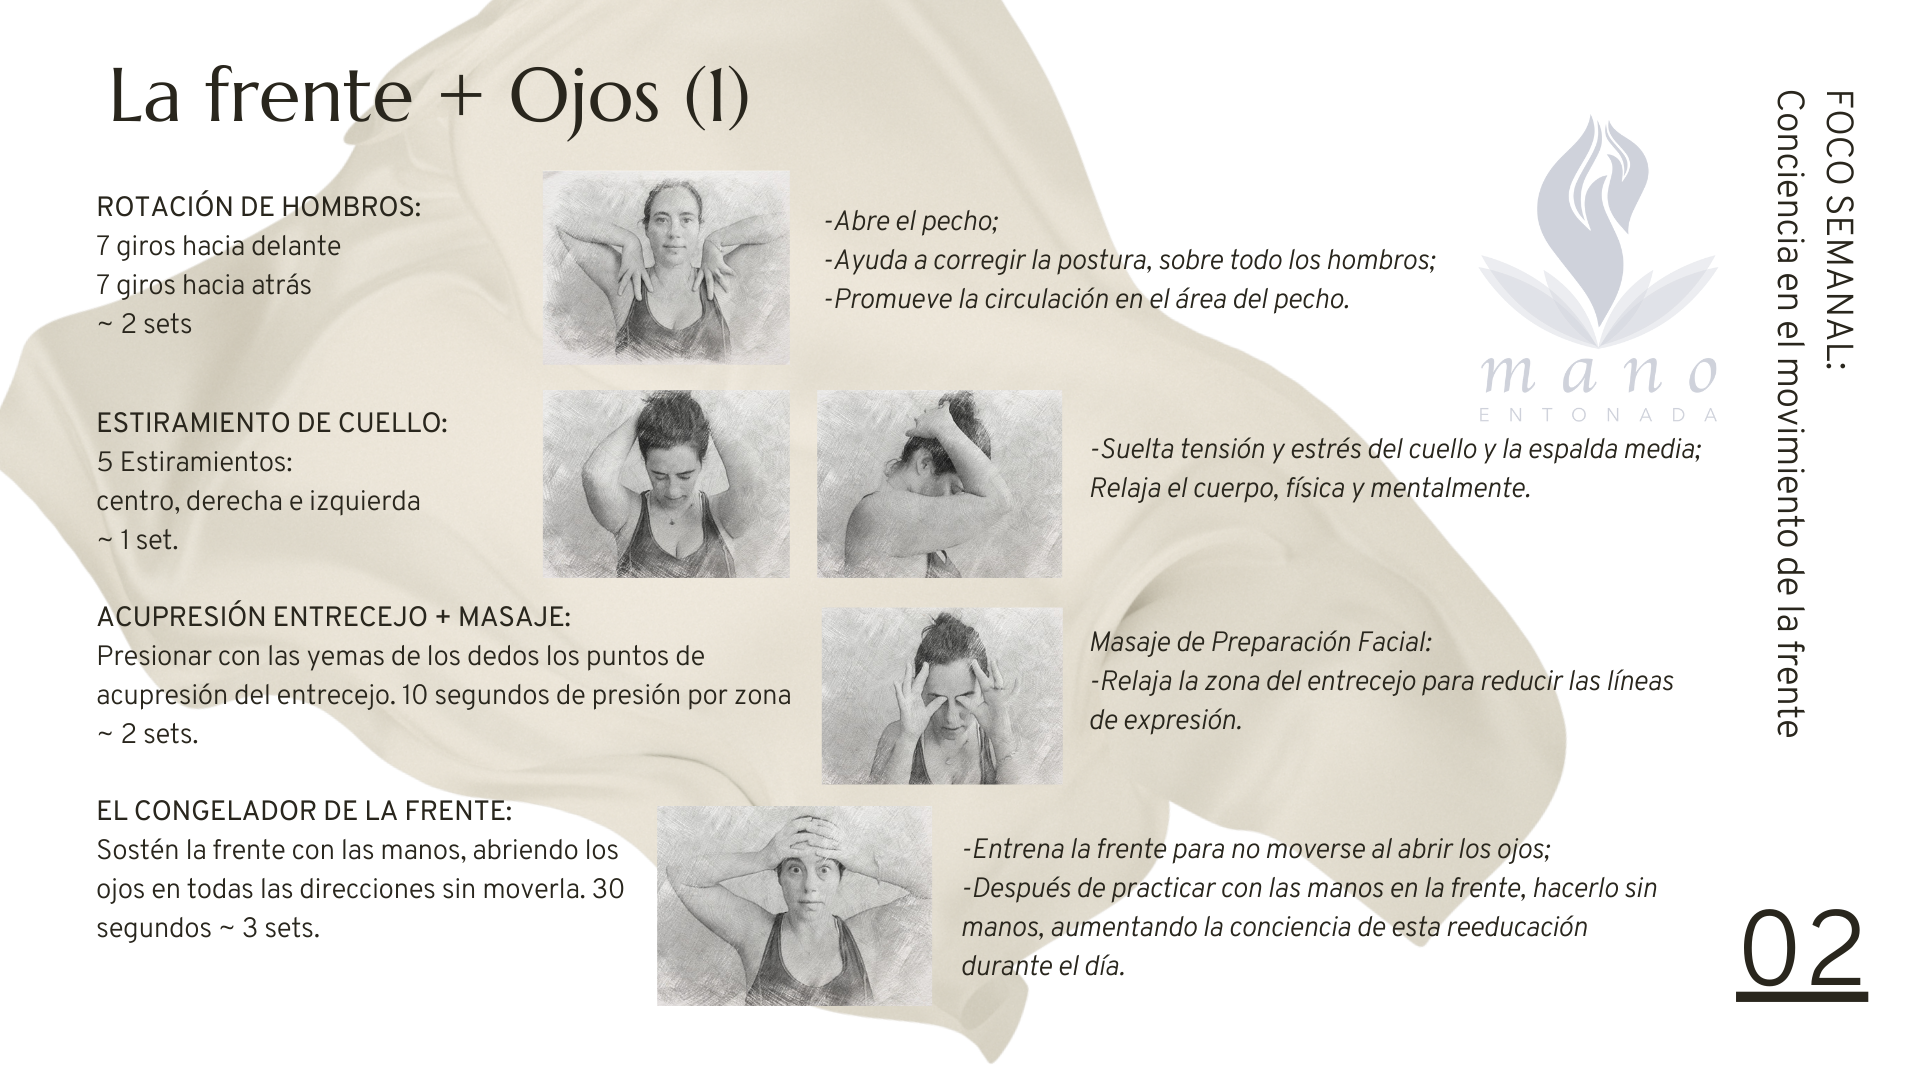 La frente + Ojos (1)
ROTACIÓN DE HOMBROS:
7 giros hacia delante
7 giros hacia atrás
~ 2 sets
-Abre el pecho;
-Ayuda a corregir la postura, sobre todo los hombros;
-Promueve la circulación en el área del pecho.
ESTIRAMIENTO DE CUELLO:
5 Estiramientos:
centro, derecha e izquierda
~ 1 set.
-Suelta tensión y estrés del cuello y la espalda media;
Relaja el cuerpo, física y mentalmente.
ACUPRESIÓN ENTRECEJO + MASAJE:
Presionar con las yemas de los dedos los puntos de
acupresión del entrecejo. 10 segundos de presión por zona
~ 2 sets.
Masaje de Preparación Facial:
-Relaja la zona del entrecejo para reducir las líneas
de expresión.
EL CONGELADOR DE LA FRENTE:
Sostén la frente con las manos, abriendo los
ojos en todas las direcciones sin moverla. 30
segundos ~ 3 sets.
-Entrena la frente para no moverse al abrir los ojos;
-Después de practicar con las manos en la frente, hacerlo sin
manos, aumentando la conciencia de esta reeducación
durante el día.
mano
ENTONADA
FOCO SEMANAL:
Conciencia en el movimiento de la frente
02